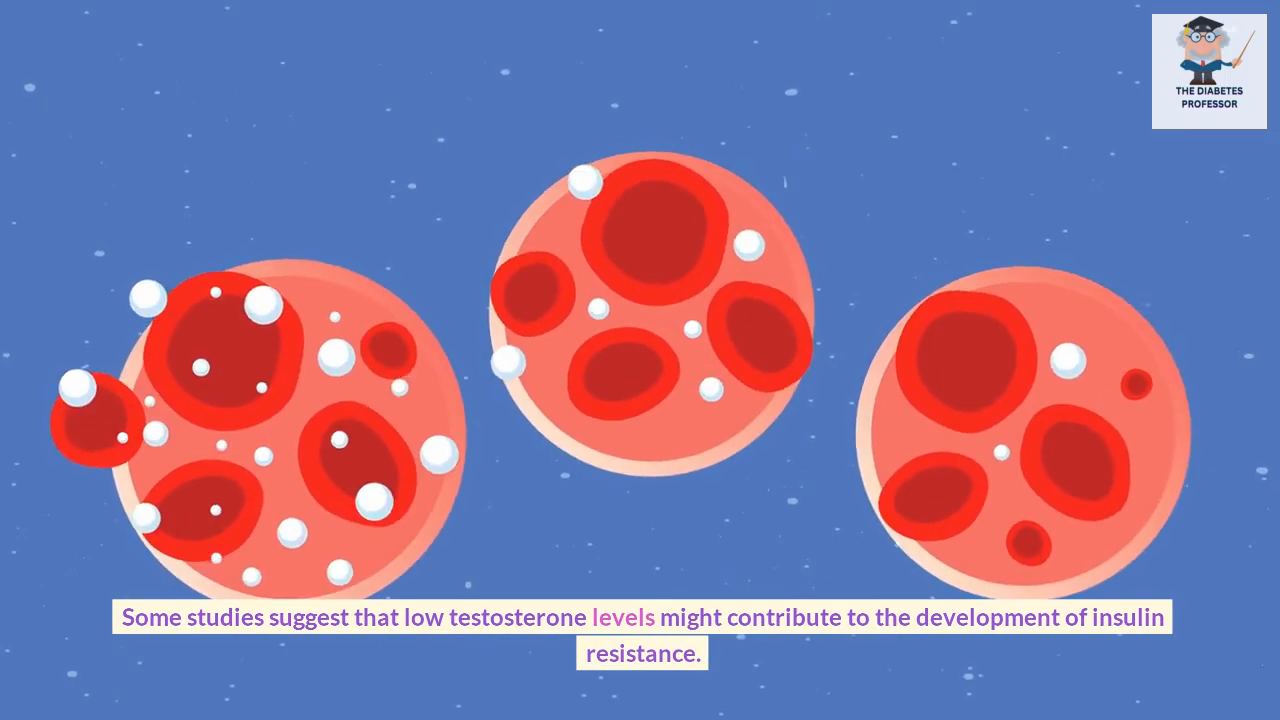 THE DIABETES
PROFESSOR
Some studies suggest that low testosterone levels might contribute to the development of insulin
resistance.